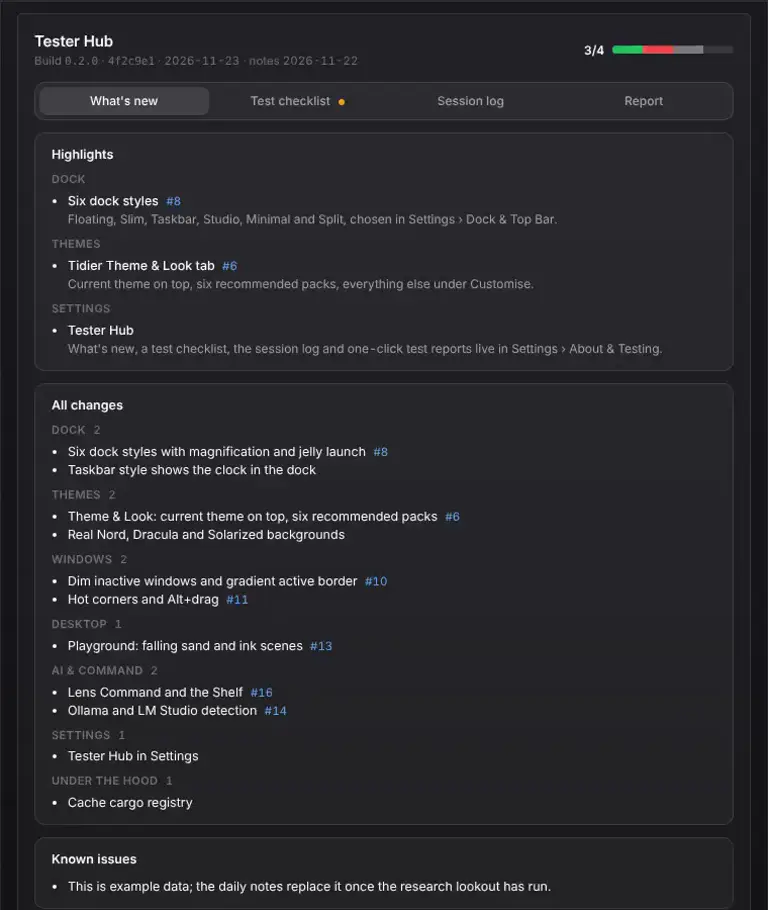 Tester Hub
Build 0.2.0 · 4f2c9e1 · 2026-11-23 · notes 2026-11-22
3/4
What's new
Test checklist
Session log
Report
Highlights
DOCK
• Six dock styles #8
Floating, Slim, Taskbar, Studio, Minimal and Split, chosen in Settings › Dock & Top Bar.
THEMES
• Tidier Theme & Look tab #6
Current theme on top, six recommended packs, everything else under Customise.
SETTINGS
• Tester Hub
What's new, a test checklist, the session log and one-click test reports live in Settings › About & Testing.
All changes
DOCK 2
• Six dock styles with magnification and jelly launch #8
• Taskbar style shows the clock in the dock
THEMES 2
• Theme & Look: current theme on top, six recommended packs #6
• Real Nord, Dracula and Solarized backgrounds
WINDOWS 2
• Dim inactive windows and gradient active border #10
• Hot corners and Alt+drag #11
DESKTOP 1
• Playground: falling sand and ink scenes #13
AI & COMMAND 2
• Lens Command and the Shelf #16
• Ollama and LM Studio detection #14
SETTINGS 1
• Tester Hub in Settings
UNDER THE HOOD 1
• Cache cargo registry
Known issues
• This is example data; the daily notes replace it once the research lookout has run.